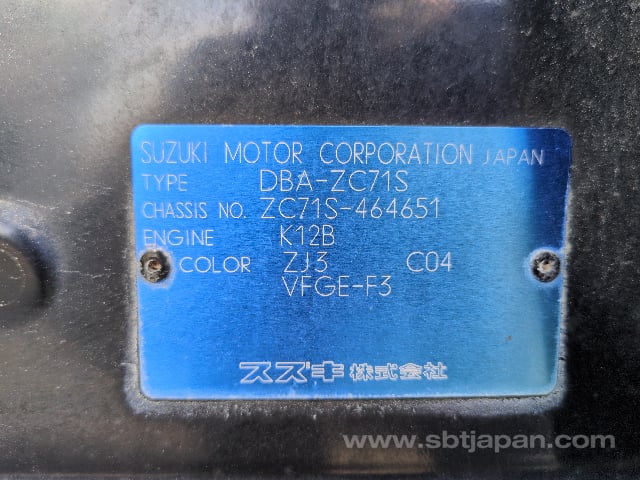 SUZUKI MOTOR CORPORATION JAPAN
TYPE DBA-ZC71S
CHASSIS NO. ZC71S-464651
ENGINE K12B
COLOR ZJ3 C04
VFGE-F3
スズキ株式会社
www.sbtjapan.com